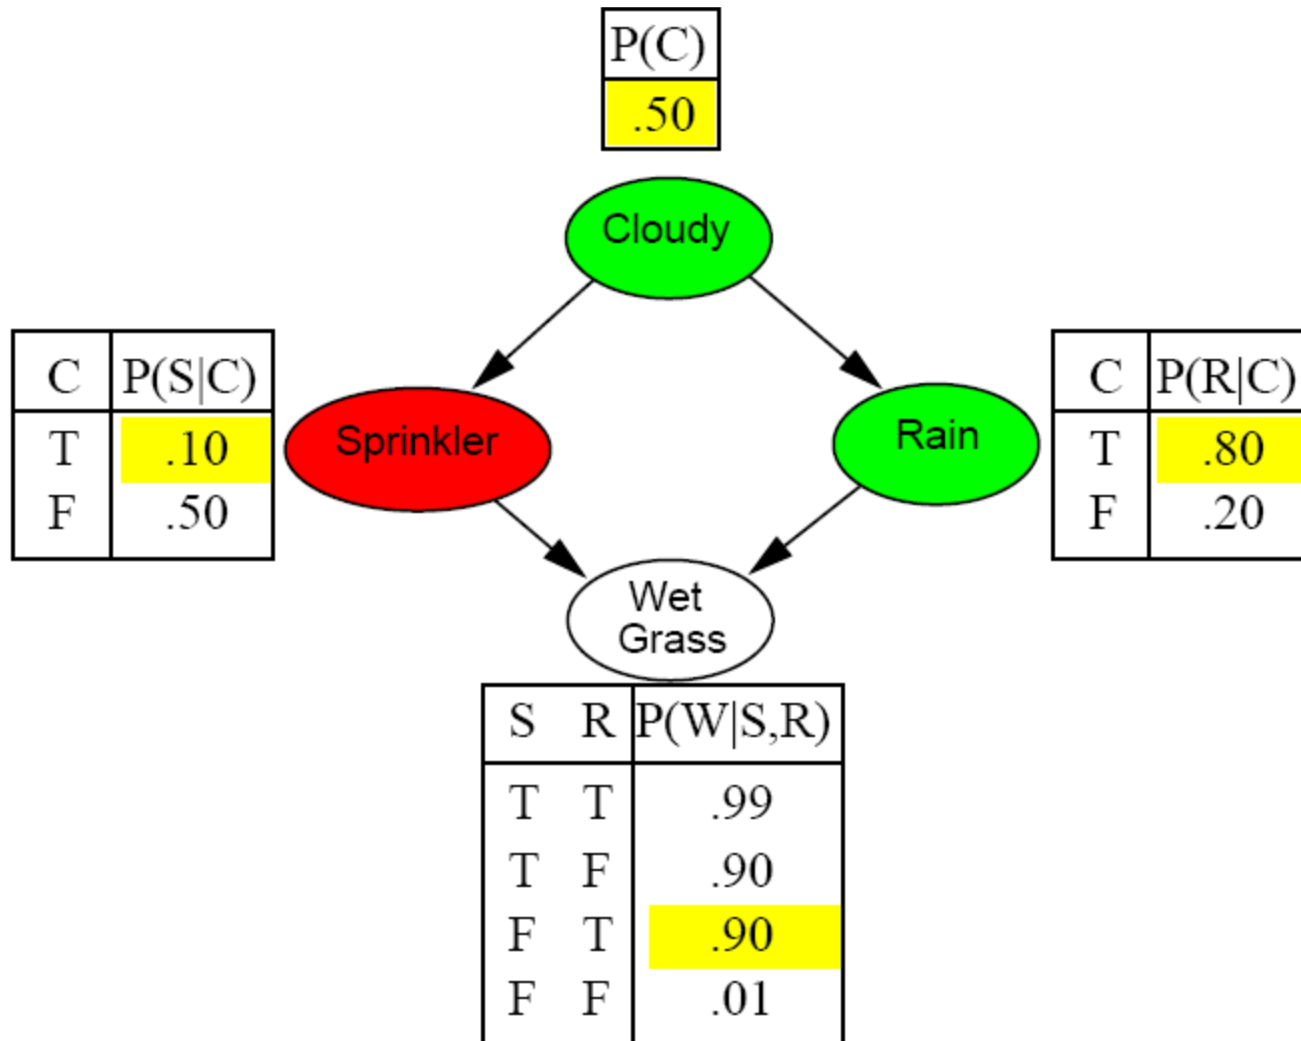 P(C)
.50
Cloudy
C P(S|C)
T .10
F .50
Sprinkler
Rain
C P(R|C)
T .80
F .20
Wet
Grass
S R P(W|S,R)
T T .99
T F .90
F T .90
F F .01